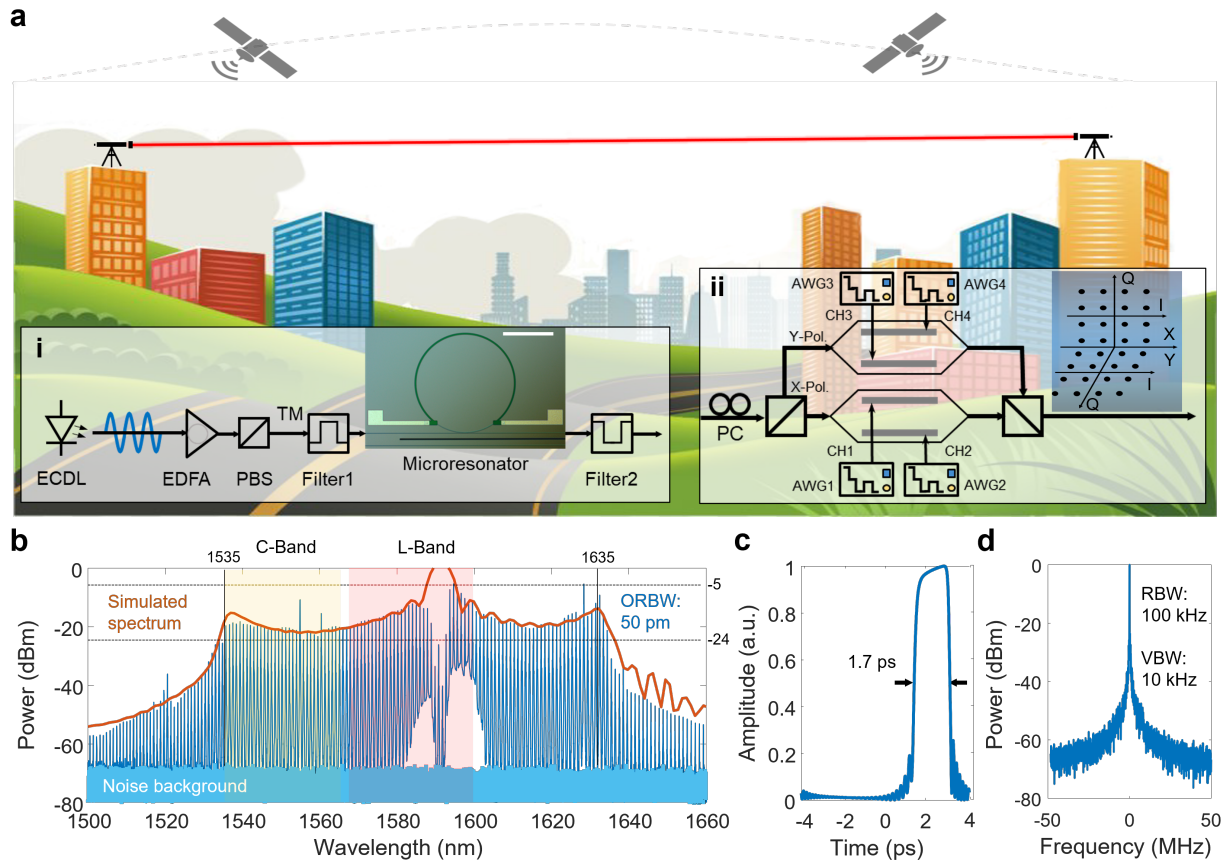 a
i
ECDL
EDFA
PBS
TM
Filter1
Microresonator
Filter2
ii
AWG3
AWG4
CH3
CH4
Y-Pol.
X-Pol.
PC
CH1
CH2
AWG1
AWG2
Q
I
X
Y
I
Q
b
C-Band
L-Band
1535
1635
Simulated
spectrum
ORBW:
50 pm
-5
-24
Noise background
Power (dBm)
0
-20
-40
-60
-80
1500 1520 1540 1560 1580 1600 1620 1640 1660
Wavelength (nm)
c
1.7 ps
Amplitude (a.u.)
1
0.8
0.6
0.4
0.2
0
-4 -2 0 2 4
Time (ps)
d
RBW:
100 kHz
VBW:
10 kHz
Power (dBm)
0
-20
-40
-60
-80
-50 0 50
Frequency (MHz)